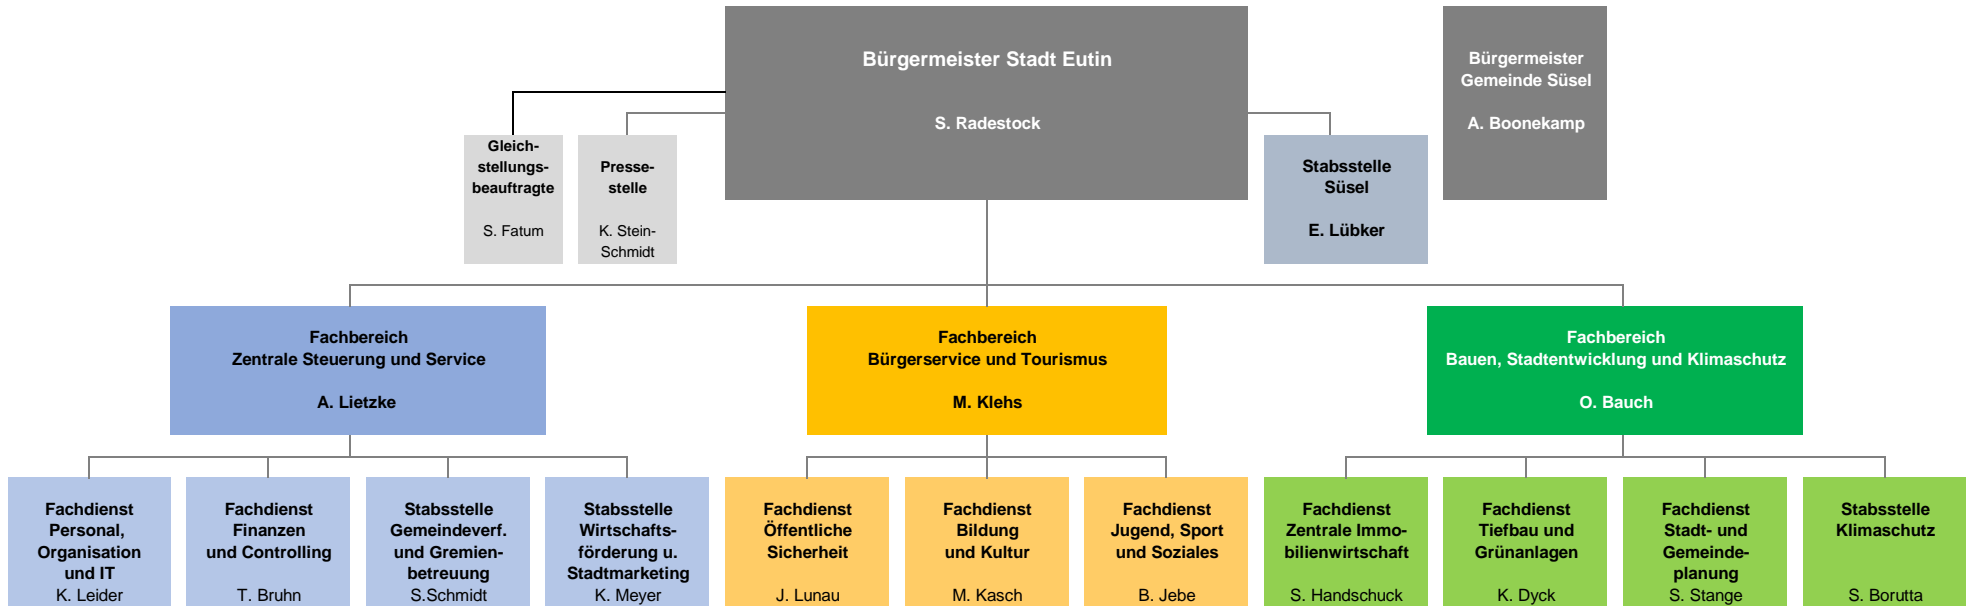 Bürgermeister Stadt Eutin
S. Radestock
Bürgermeister
Gemeinde Süsel
A. Boonekamp
Gleich-
stellungs-
beauftragte
S. Fatum
Presse-
stelle
K. Stein-
Schmidt
Stabsstelle
Süsel
E. Lübker
Fachbereich
Zentrale Steuerung und Service
A. Lietzke
Fachbereich
Bürgerservice und Tourismus
M. Klehs
Fachbereich
Bauen, Stadtentwicklung und Klimaschutz
O. Bauch
Fachdienst
Personal,
Organisation
und IT
K. Leider
Fachdienst
Finanzen
und Controlling
T. Bruhn
Stabsstelle
Gemeindeverf.
und Gremien-
betreuung
S.Schmidt
Stabsstelle
Wirtschafts-
förderung u.
Stadtmarketing
K. Meyer
Fachdienst
Öffentliche
Sicherheit
J. Lunau
Fachdienst
Bildung
und Kultur
M. Kasch
Fachdienst
Jugend, Sport
und Soziales
B. Jebe
Fachdienst
Zentrale Immo-
bilienwirtschaft
S. Handschuck
Fachdienst
Tiefbau und
Grünanlagen
K. Dyck
Fachdienst
Stadt- und
Gemeinde-
planung
S. Stange
Stabsstelle
Klimaschutz
S. Borutta